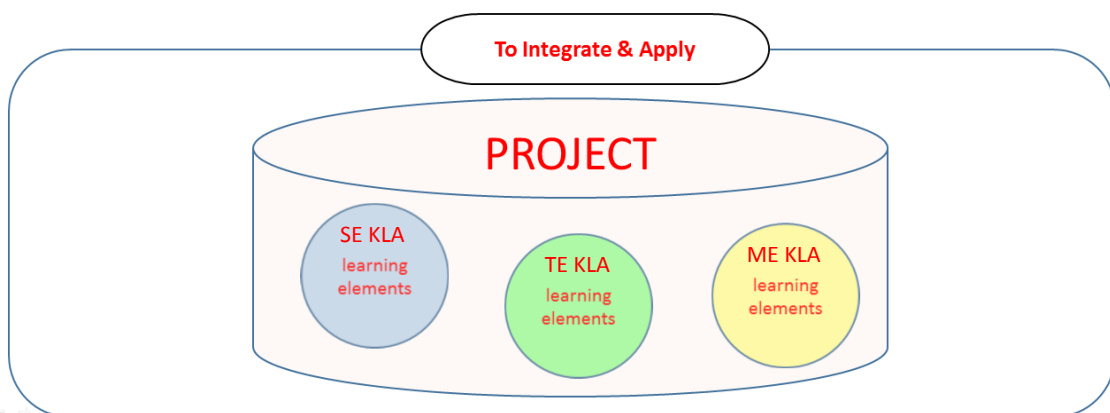 To Integrate & Apply
PROJECT
SE KLA
learning
elements
TE KLA
learning
elements
ME KLA
learning
elements